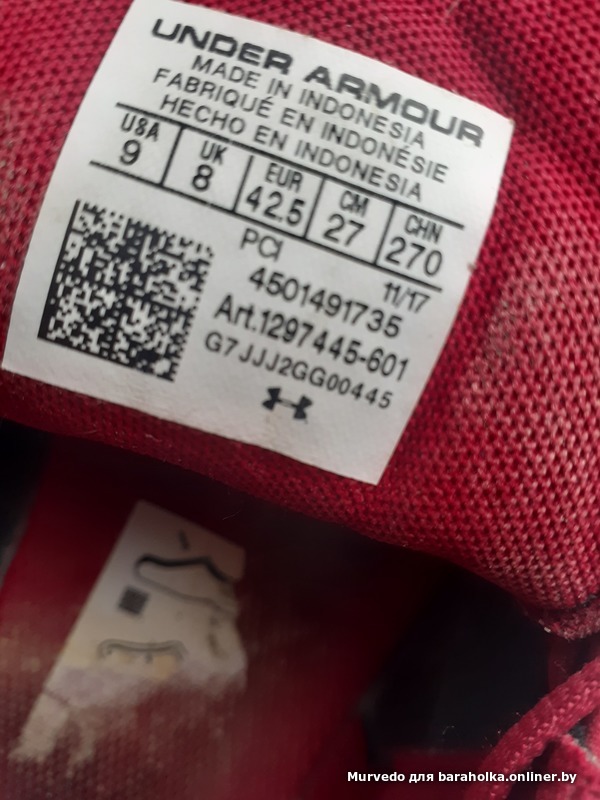 UNDER ARMOUR
MADE IN INDONESIA
FABRIQUÉ EN INDONÉSIE
HECHO EN INDONESIA
USA UK EUR CM CHN
9 8 42.5 27 270
PCI 11/17
4501491735
Art.1297445-601
G7JJJ2GG00445
Murvedo для baraholka.onliner.by